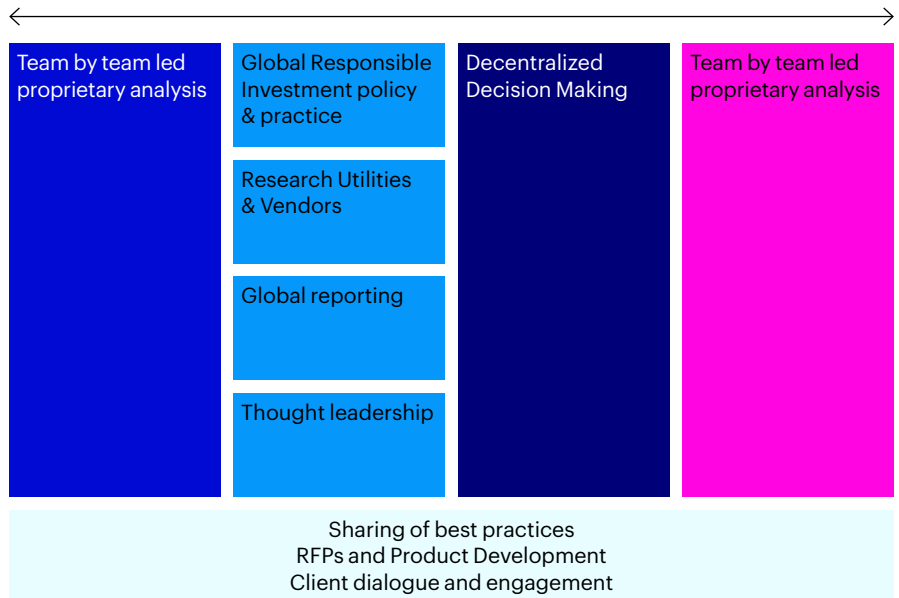 Team by team led
proprietary analysis
Global Responsible
Investment policy
& practice
Research Utilities
& Vendors
Global reporting
Thought leadership
Decentralized
Decision Making
Team by team led
proprietary analysis
Sharing of best practices
RFPs and Product Development
Client dialogue and engagement